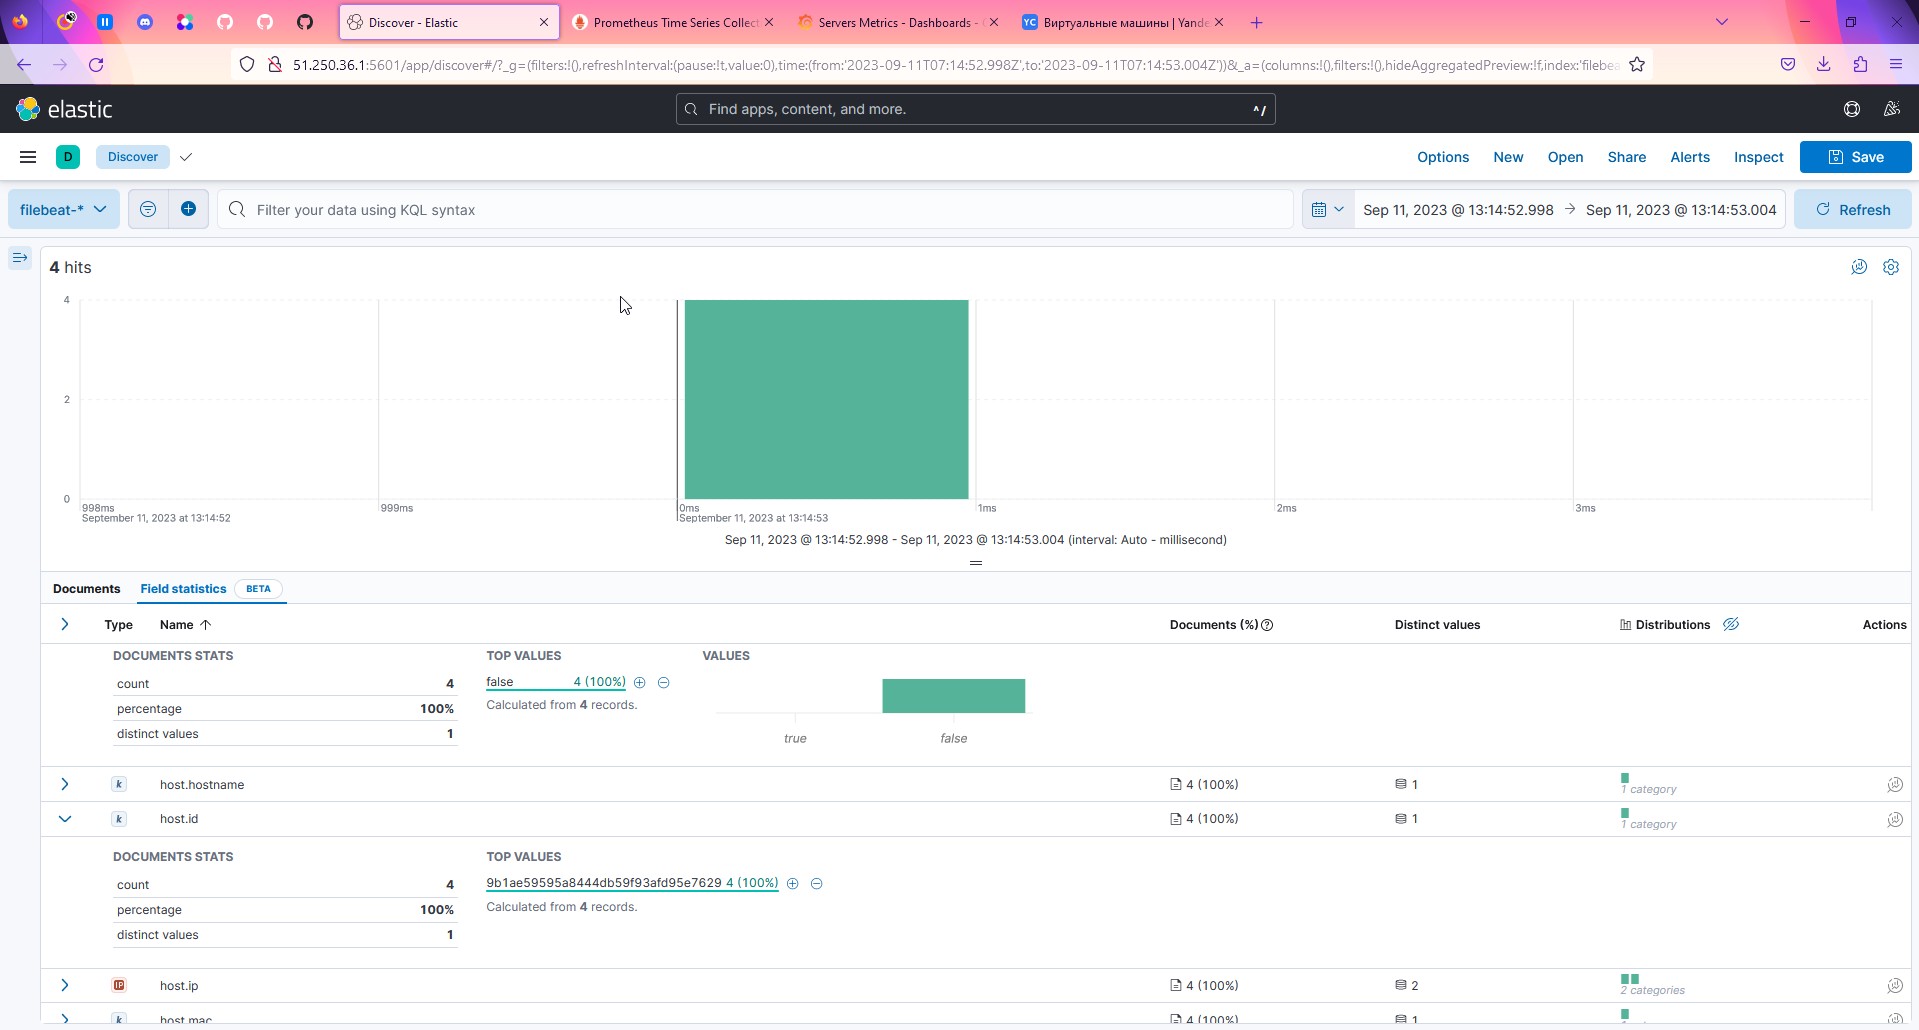 Discover - Elastic
Prometheus Time Series Collect
Servers Metrics - Dashboards -
YC Виртуальные машины | Yande
51.250.36.1:5601/app/discover#/?_g=(filters:!(),refreshInterval:(pause:!t,value:0),time:(from:'2023-09-11T07:14:52.998Z',to:'2023-09-11T07:14:53.004Z'))&_a=(columns:!(),filters:!(),hideAggregatedPreview:!f,index:'filebea
elastic
Find apps, content, and more.
^/
D
Discover
Options
New
Open
Share
Alerts
Inspect
Save
filebeat-*
Filter your data using KQL syntax
Sep 11, 2023 @ 13:14:52.998 → Sep 11, 2023 @ 13:14:53.004
Refresh
4 hits
4
2
0
998ms
999ms
0ms
1ms
2ms
3ms
September 11, 2023 at 13:14:52
September 11, 2023 at 13:14:53
Sep 11, 2023 @ 13:14:52.998 - Sep 11, 2023 @ 13:14:53.004 (interval: Auto - millisecond)
Documents
Field statistics
BETA
Type
Name
Documents (%)
Distinct values
Distributions
Actions
DOCUMENTS STATS
TOP VALUES
VALUES
count 4
percentage 100%
distinct values 1
false 4 (100%)
Calculated from 4 records.
true
false
k host.hostname 4 (100%) 1
1 category
k host.id 4 (100%) 1
1 category
DOCUMENTS STATS
TOP VALUES
count 4
percentage 100%
distinct values 1
9b1ae59595a8444db59f93afd95e7629 4 (100%)
Calculated from 4 records.
IP host.ip 4 (100%) 2
2 categories
k host.mac 4 (100%) 1